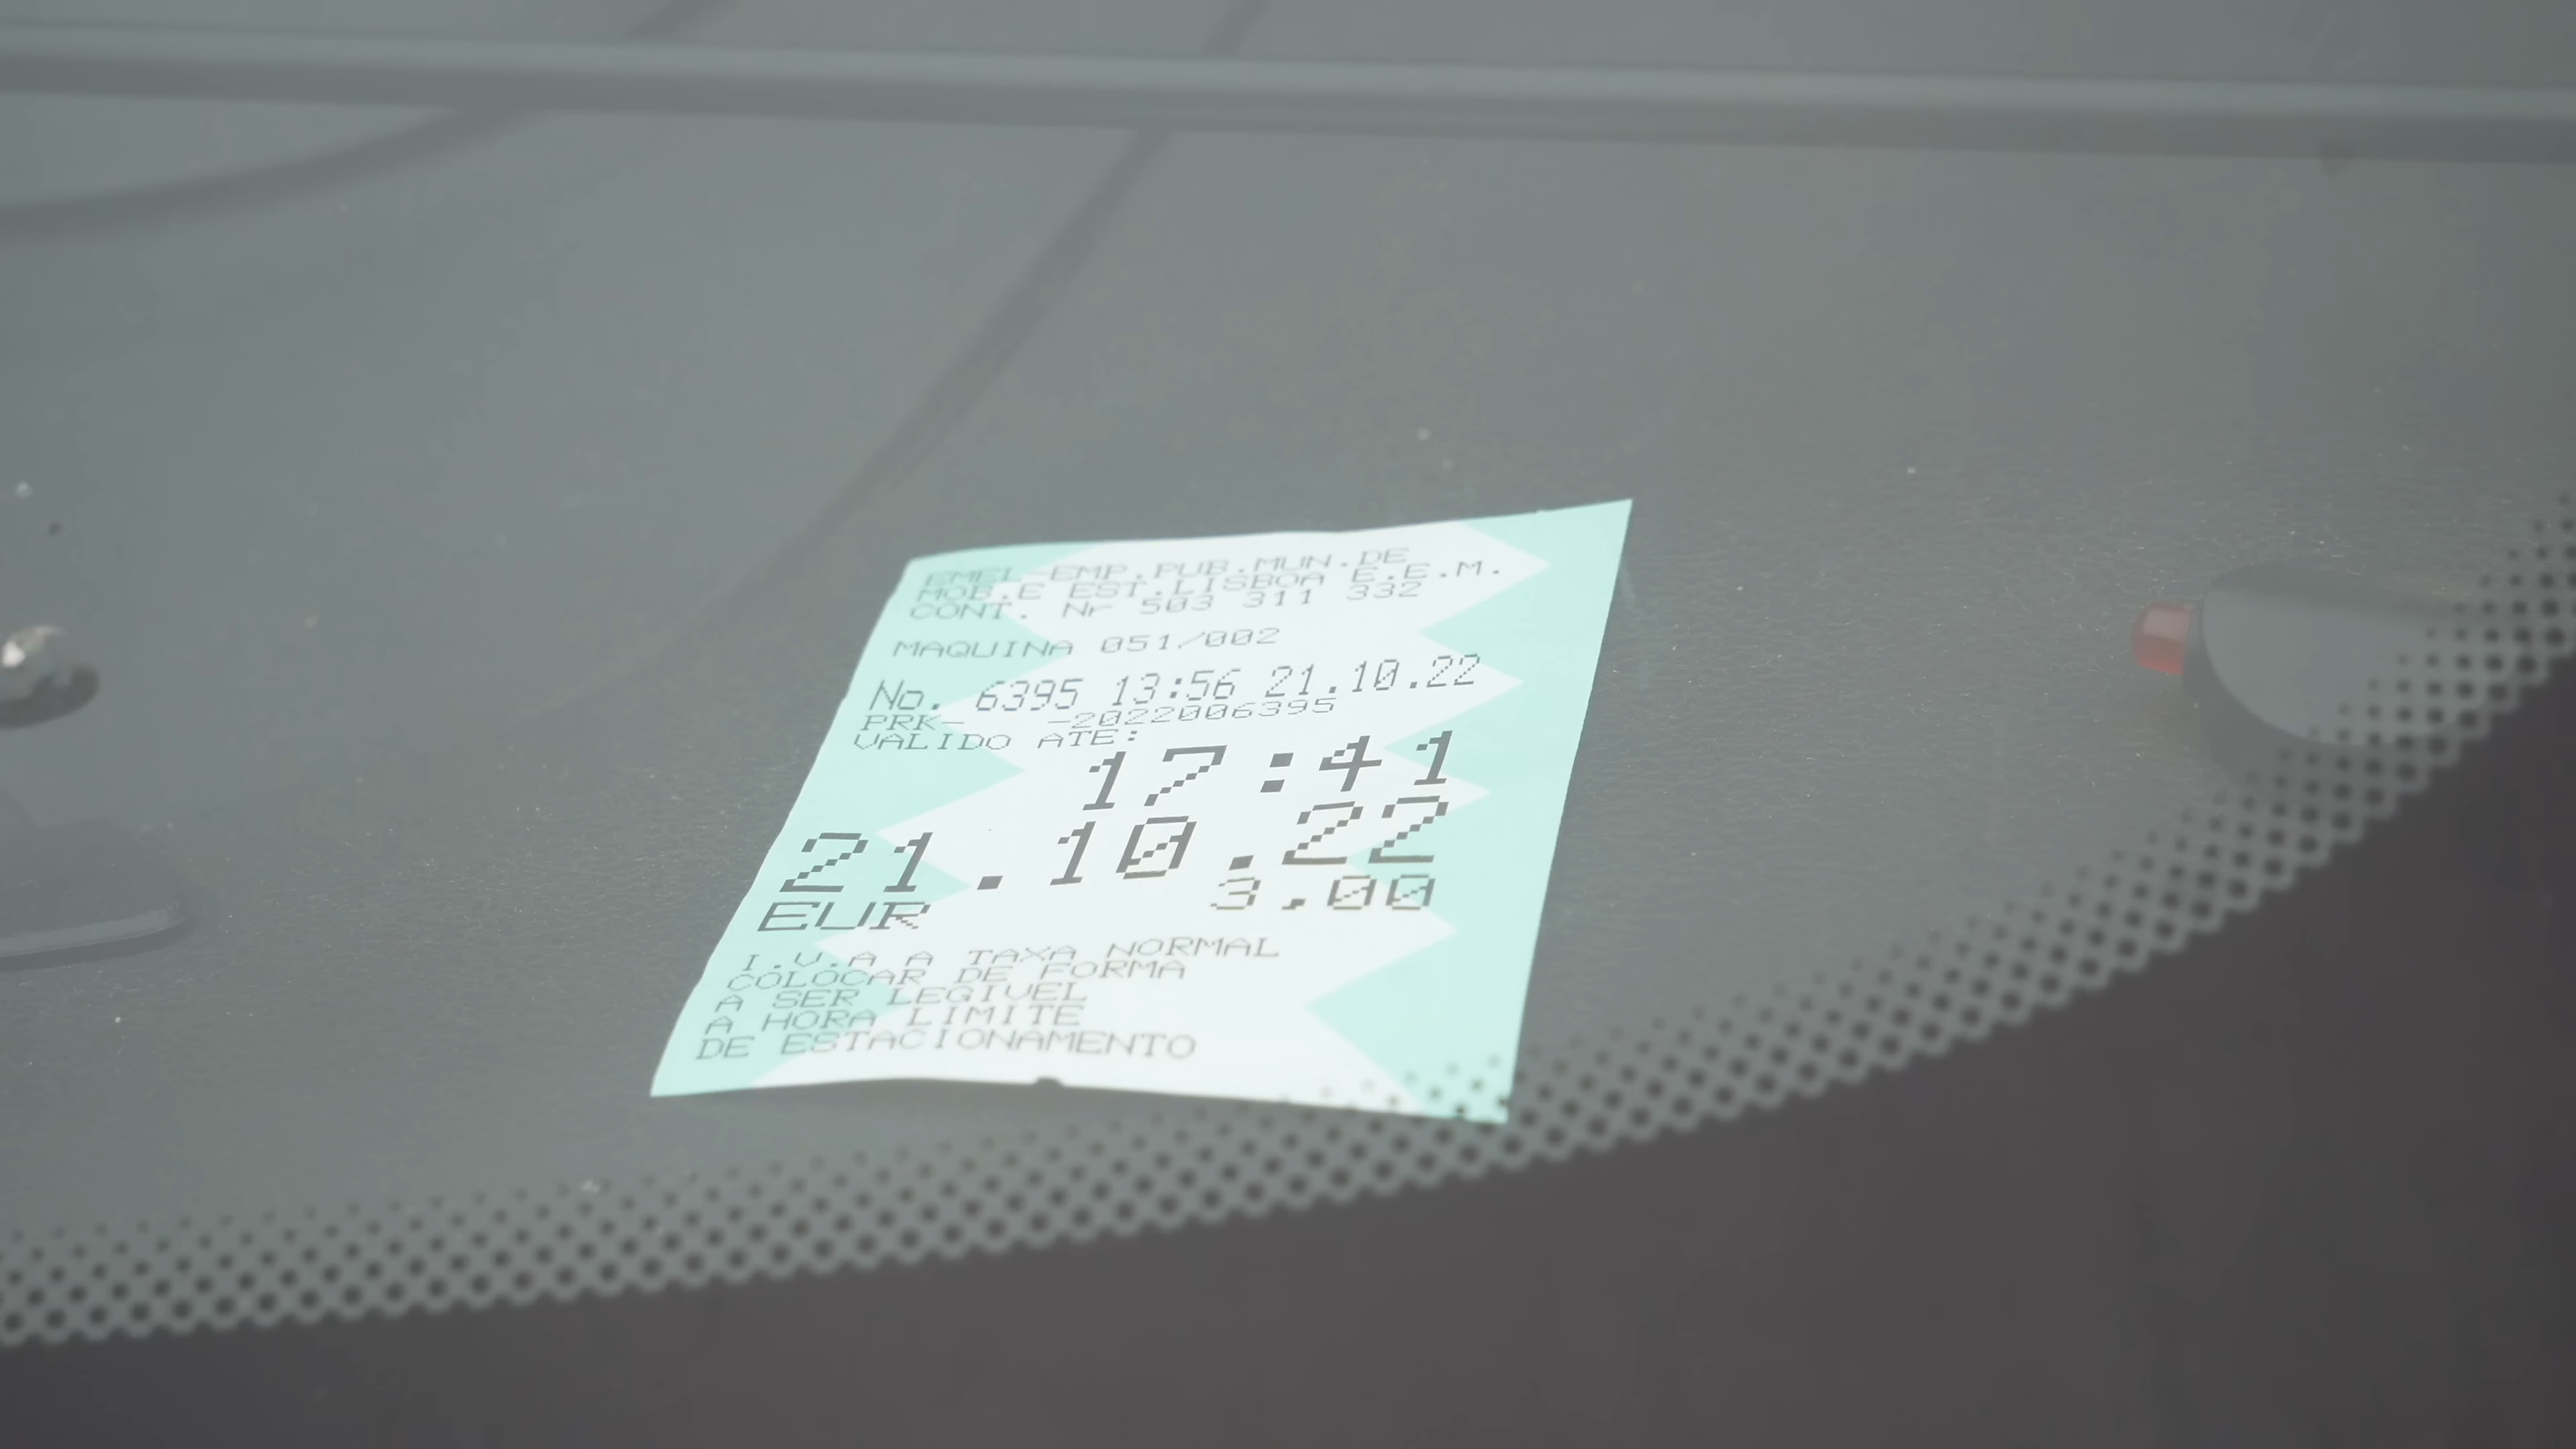 EMEL-EMP.PUB.MUN.DE
MOB.E EST.LISBOA E.E.M.
CONT. Nr 503 311 332
MAQUINA 051/002
No. 6395 13:56 21.10.22
PRK- -2022006395
VALIDO ATE:
17:41
21.10.22
EUR 3,00
I.V.A A TAXA NORMAL
COLOCAR DE FORMA
A SER LEGIVEL
A HORA LIMITE
DE ESTACIONAMENTO